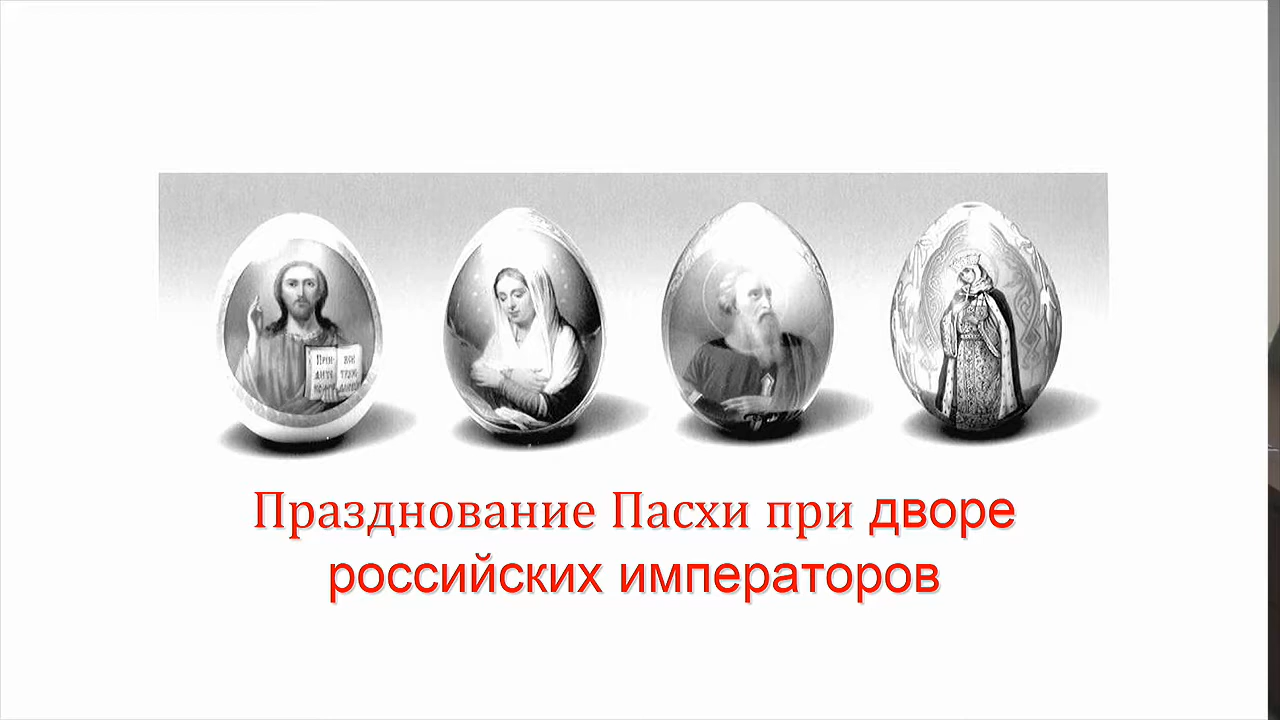 Празднование Пасхи при дворе
российских императоров